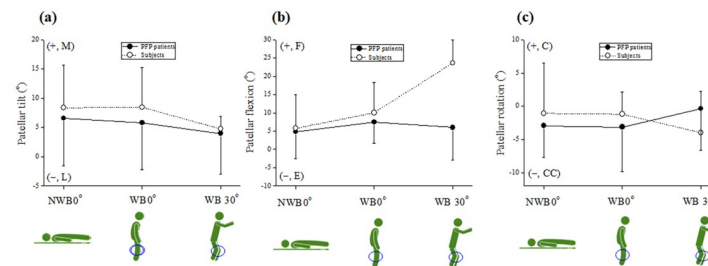 (a)
(+, M)
PFP patients
Subjects
Patellar tilt (°)
20
15
10
5
0
-5
(−, L)
NWB0°
WB0°
WB 30°
(b)
(+, F)
PFP patients
Subjects
Patellar flexion (°)
30
25
20
15
10
5
0
-5
-10
(−, E)
NWB0°
WB0°
WB 30°
(c)
(+, C)
PFP patients
Subjects
Patellar rotation (°)
10
5
0
-5
-10
(−, CC)
NWB0°
WB0°
WB 30°